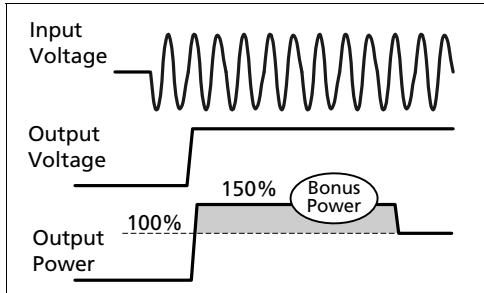 Input
Voltage
Output
Voltage
150%
Bonus
Power
100%
Output
Power